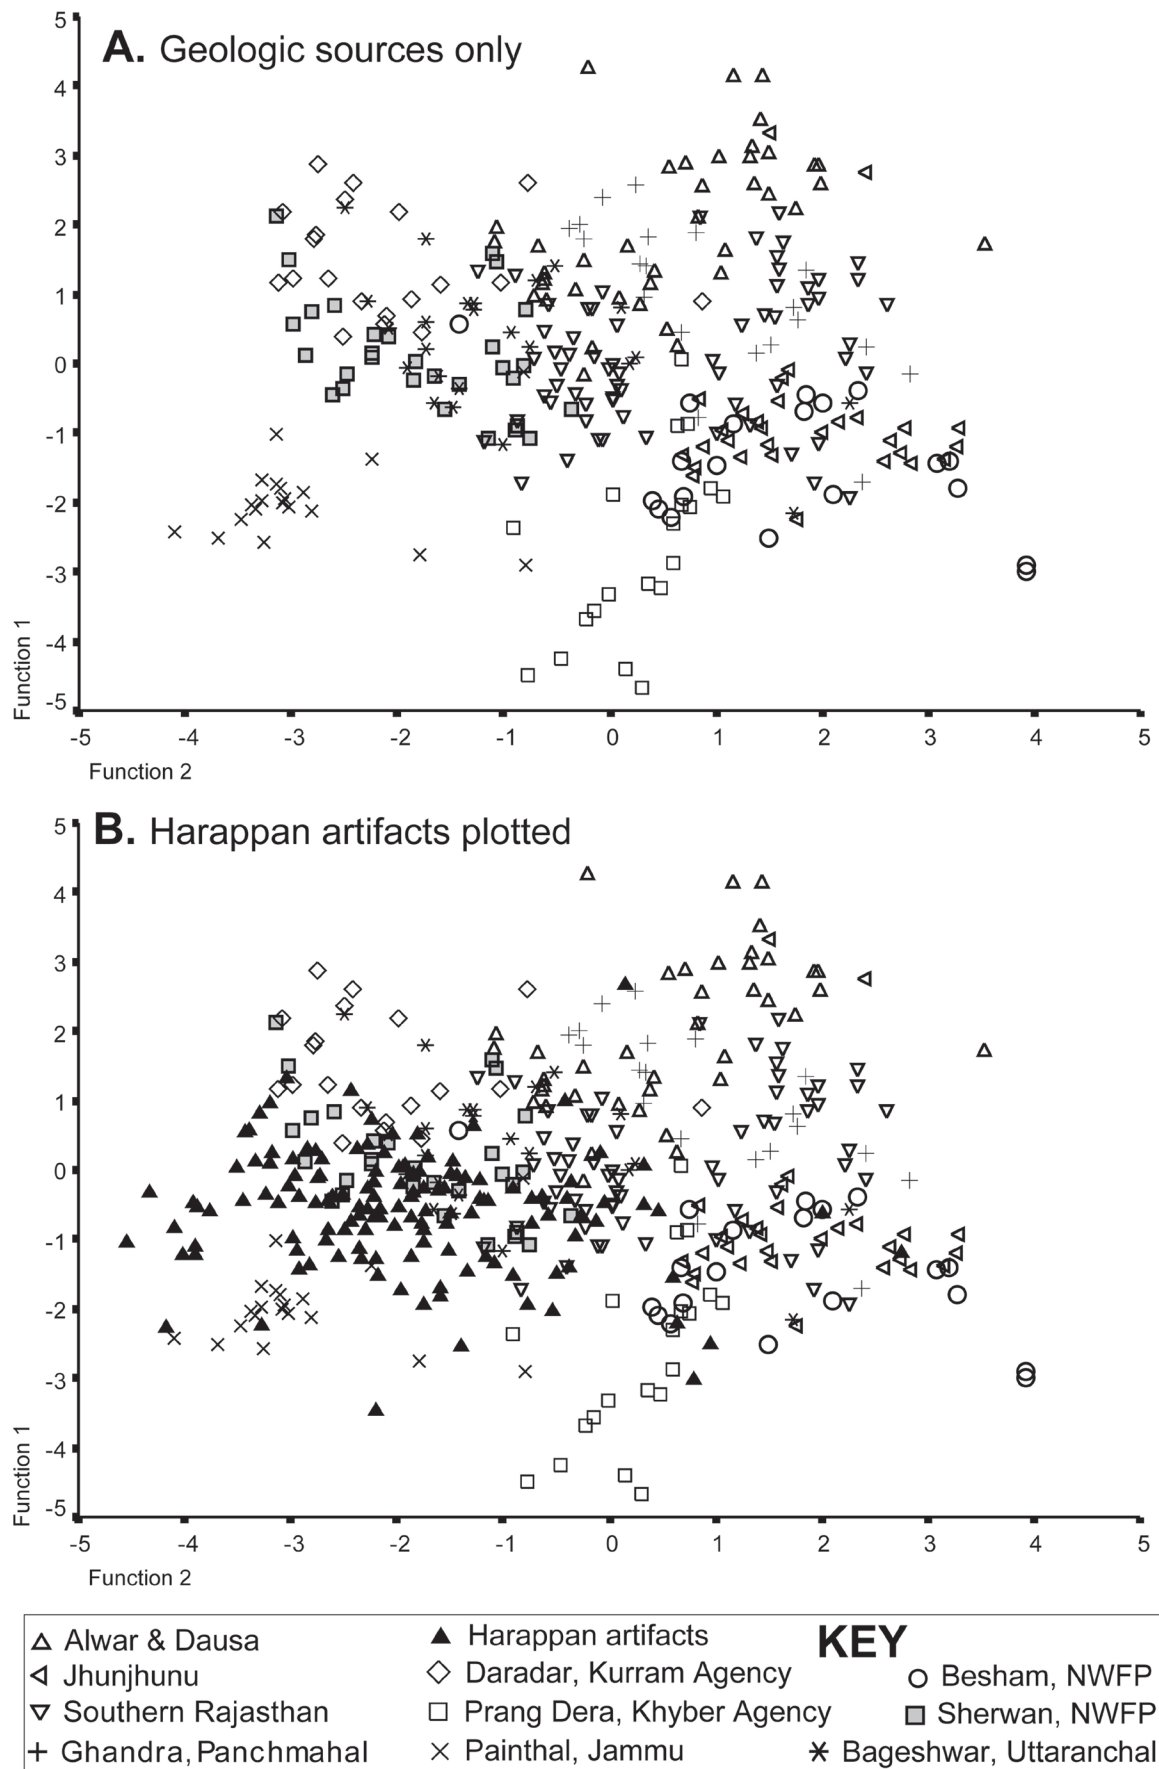 A. Geologic sources only
5
4
3
2
1
0
-1
-2
-3
-4
-5
Function 1
-5 -4 -3 -2 -1 0 1 2 3 4 5
Function 2
B. Harappan artifacts plotted
5
4
3
2
1
0
-1
-2
-3
-4
-5
Function 1
-5 -4 -3 -2 -1 0 1 2 3 4 5
Function 2
KEY
Alwar & Dausa
Jhunjhunu
Southern Rajasthan
Ghandra, Panchmahal
Harappan artifacts
Daradar, Kurram Agency
Prang Dera, Khyber Agency
Painthal, Jammu
Besham, NWFP
Sherwan, NWFP
Bageshwar, Uttaranchal